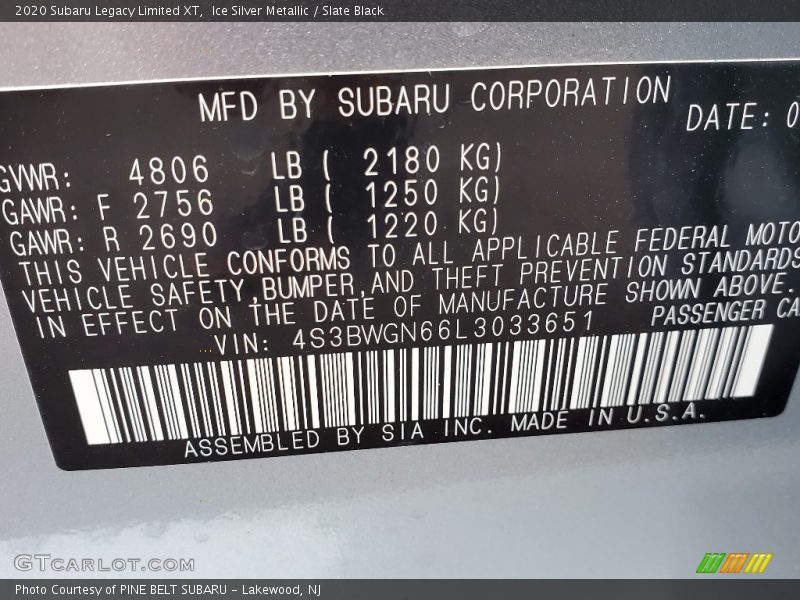 2020 Subaru Legacy Limited XT, Ice Silver Metallic / Slate Black
MFD BY SUBARU CORPORATION
DATE: 0
GVWR: 4806 LB ( 2180 KG)
GAWR: F 2756 LB ( 1250 KG)
GAWR: R 2690 LB ( 1220 KG)
THIS VEHICLE CONFORMS TO ALL APPLICABLE FEDERAL MOTO
VEHICLE SAFETY,BUMPER,AND THEFT PREVENTION STANDARDS
IN EFFECT ON THE DATE OF MANUFACTURE SHOWN ABOVE.
VIN: 4S3BWGN66L3033651 PASSENGER CA
ASSEMBLED BY SIA INC. MADE IN U.S.A.
GTCARLOT.COM
Photo Courtesy of PINE BELT SUBARU - Lakewood, NJ